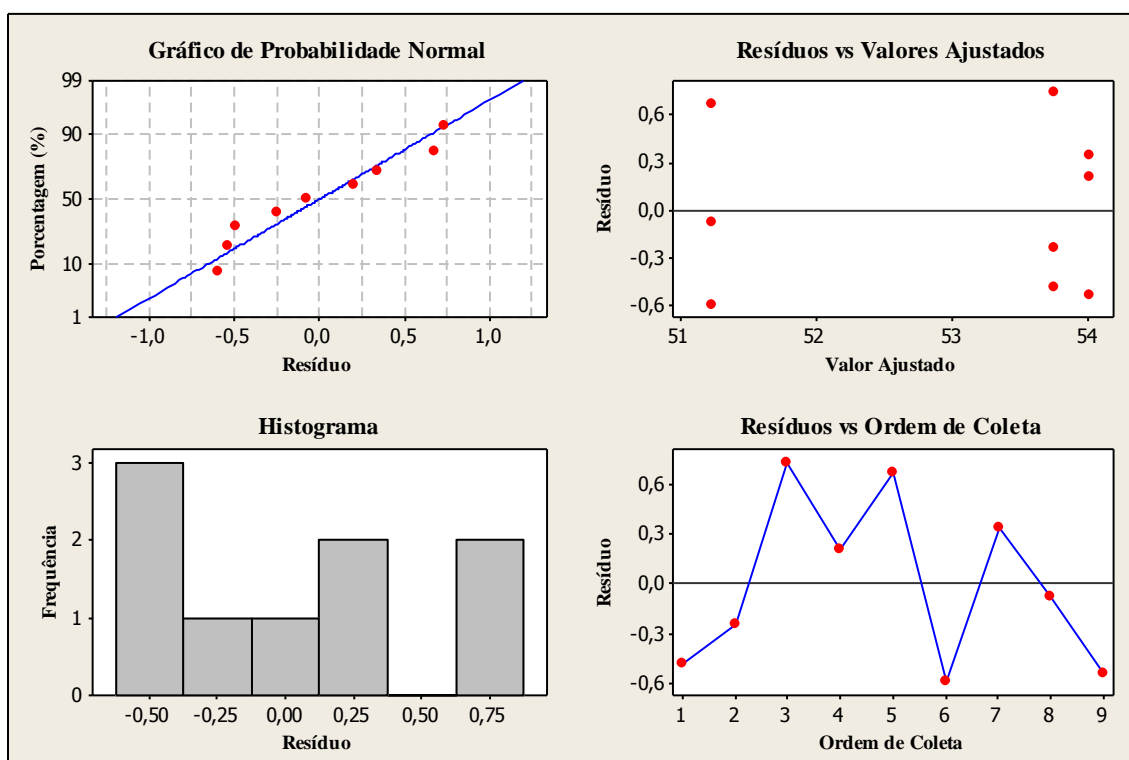 Gráfico de Probabilidade Normal
99
90
50
10
1
Porcentagem (%)
-1,0 -0,5 0,0 0,5 1,0
Resíduo
Resíduos vs Valores Ajustados
0,6
0,3
0,0
-0,3
-0,6
Resíduo
51 52 53 54
Valor Ajustado
Histograma
3
2
1
0
Frequência
-0,50 -0,25 0,00 0,25 0,50 0,75
Resíduo
Resíduos vs Ordem de Coleta
0,6
0,3
0,0
-0,3
-0,6
Resíduo
1 2 3 4 5 6 7 8 9
Ordem de Coleta